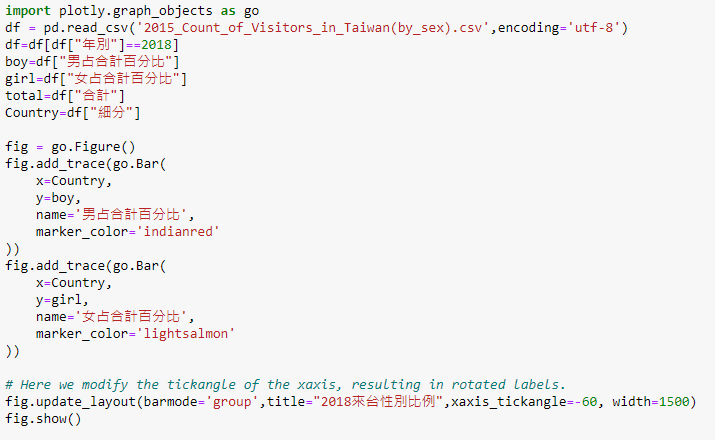 import plotly.graph_objects as go
df = pd.read_csv('2015_Count_of_Visitors_in_Taiwan(by_sex).csv',encoding='utf-8')
df=df[df["年別"]==2018]
boy=df["男占合計百分比"]
girl=df["女占合計百分比"]
total=df["合計"]
Country=df["細分"]

fig = go.Figure()
fig.add_trace(go.Bar(
    x=Country,
    y=boy,
    name='男占合計百分比',
    marker_color='indianred'
))
fig.add_trace(go.Bar(
    x=Country,
    y=girl,
    name='女占合計百分比',
    marker_color='lightsalmon'
))

# Here we modify the tickangle of the xaxis, resulting in rotated labels.
fig.update_layout(barmode='group',title="2018來台性別比例",xaxis_tickangle=-60, width=1500)
fig.show()